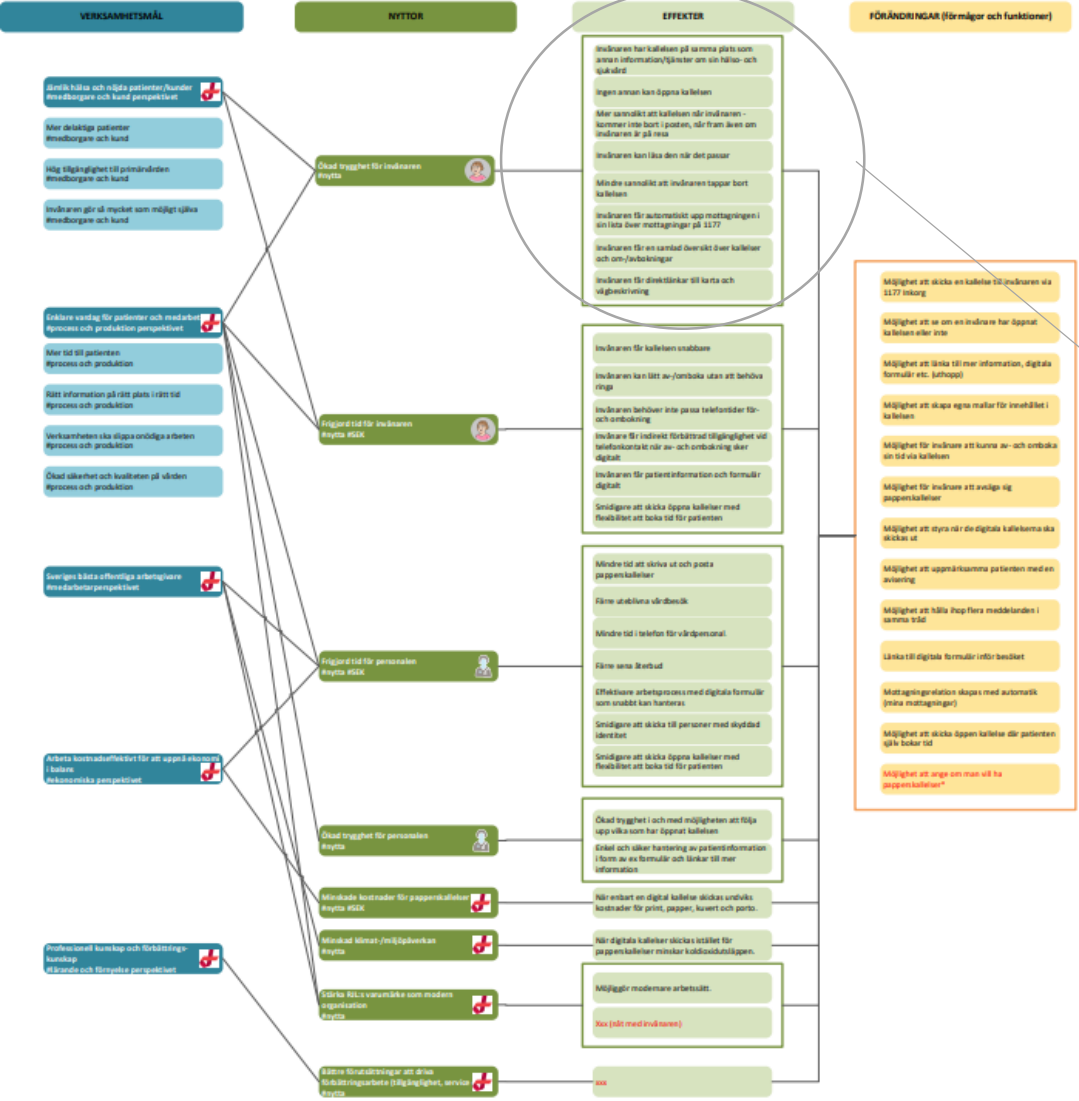 VERKSAMHETSMÅL
NYTTOR
EFFEKTER
FÖRÄNDRINGAR (förmågor och funktioner)
Jämlik hälsa och nöjda patienter/kunder
#medborgare och kund perspektivet
Mer delaktiga patienter
#medborgare och kund
Hög tillgänglighet till primärvården
#medborgare och kund
Invånaren gör så mycket som möjligt själva
#medborgare och kund
Enklare vardag för patienter och medarbet
#process och produktion perspektivet
Mer tid till patienten
#process och produktion
Rätt information på rätt plats i rätt tid
#process och produktion
Verksamheten ska slippa onödiga arbeten
#process och produktion
Ökad säkerhet och kvaliteten på vården
#process och produktion
Sveriges bästa offentliga arbetsgivare
#medarbetarperspektivet
Arbeta kostnadseffektivt för att uppnå ekonomi
i balans
#ekonomiska perspektivet
Professionell kunskap och förbättrings-
kunskap
#lärande och förnyelse perspektivet
Ökad trygghet för invånaren
#nytta
Frigjord tid för invånaren
#nytta #SEK
Frigjord tid för personalen
#nytta #SEK
Ökad trygghet för personalen
#nytta
Minskade kostnader för papperskallelser
#nytta #SEK
Minskad klimat-/miljöpåverkan
#nytta
Stärka RJL:s varumärke som modern
organisation
#nytta
Bättre förutsättningar att driva
förbättringsarbete (tillgänglighet, service
#nytta
Invånaren har kallelsen på samma plats som
annan information/tjänster om sin hälso- och
sjukvård
Ingen annan kan öppna kallelsen
Mer sannolikt att kallelsen når invånaren -
kommer inte bort i posten, når fram även om
invånaren är på resa
Invånaren kan läsa den när det passar
Mindre sannolikt att invånaren tappar bort
kallelsen
Invånaren får automatiskt upp mottagningen i
sin lista över mottagningar på 1177
Invånaren får en samlad översikt över kallelser
och om-/avbokningar
Invånaren får direktlänkar till karta och
vägbeskrivning
Invånaren får kallelsen snabbare
Invånaren kan lätt av-/omboka utan att behöva
ringa
Invånaren behöver inte passa telefontider för-
och ombokning
Invånare får indirekt förbättrad tillgänglighet vid
telefonkontakt när av- och ombokning sker
digitalt
Invånaren får patientinformation och formulär
digitalt
Smidigare att skicka öppna kallelser med
flexibilitet att boka tid för patienten
Mindre tid att skriva ut och posta
papperskallelser
Färre uteblivna vårdbesök
Mindre tid i telefon för vårdpersonal.
Färre sena återbud
Effektivare arbetsprocess med digitala formulär
som snabbt kan hanteras
Smidigare att skicka till personer med skyddad
identitet
Smidigare att skicka öppna kallelser med
flexibilitet att boka tid för patienten
Ökad trygghet i och med möjligheten att följa
upp vilka som har öppnat kallelsen
Enkel och säker hantering av patientinformation
i form av ex formulär och länkar till mer
information
När enbart en digital kallelse skickas undviks
kostnader för print, papper, kuvert och porto.
När digitala kallelser skickas istället för
papperskallelser minskar koldioxidutsläppen.
Möjliggör modernare arbetssätt.
Xxx (nåt med invånaren)
xxx
Möjlighet att skicka en kallelse till invånaren via
1177 Inkorg
Möjlighet att se om en invånare har öppnat
kallelsen eller inte
Möjlighet att länka till mer information, digitala
formulär etc. (uthopp)
Möjlighet att skapa egna mallar för innehållet i
kallelsen
Möjlighet för invånare att kunna av- och omboka
sin tid via kallelsen
Möjlighet för invånare att avsäga sig
papperskallelser
Möjlighet att styra när de digitala kallelserna ska
skickas ut
Möjlighet att uppmärksamma patienten med en
avisering
Möjlighet att hålla ihop flera meddelanden i
samma tråd
Länka till digitala formulär inför besöket
Mottagningsrelation skapas med automatik
(mina mottagningar)
Möjlighet att skicka öppen kallelse där patienten
själv bokar tid
Möjlighet att ange om man vill ha
papperskallelser*